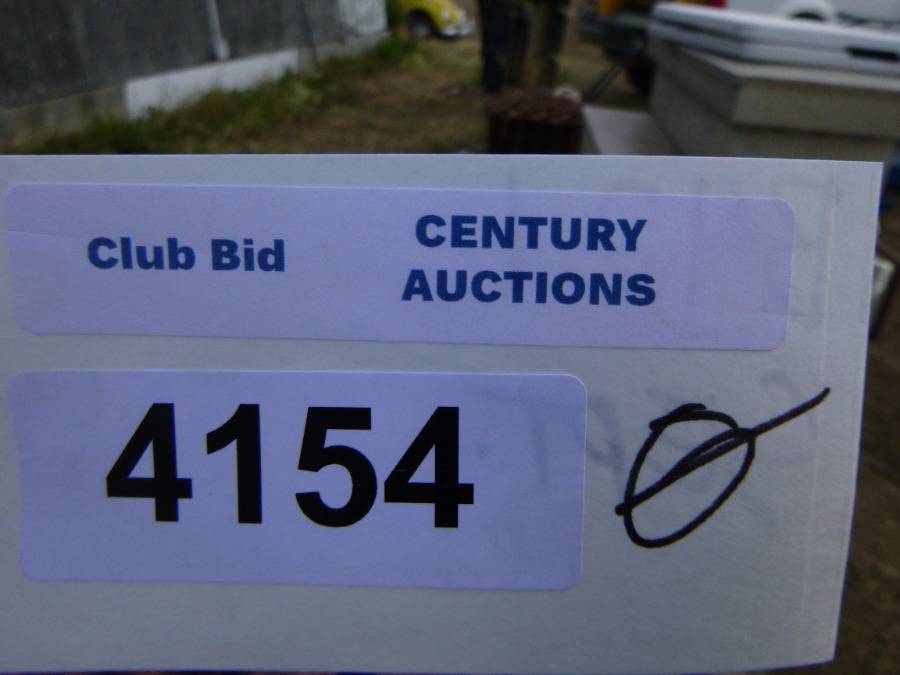 Club Bid
CENTURY
AUCTIONS
4154 Ø